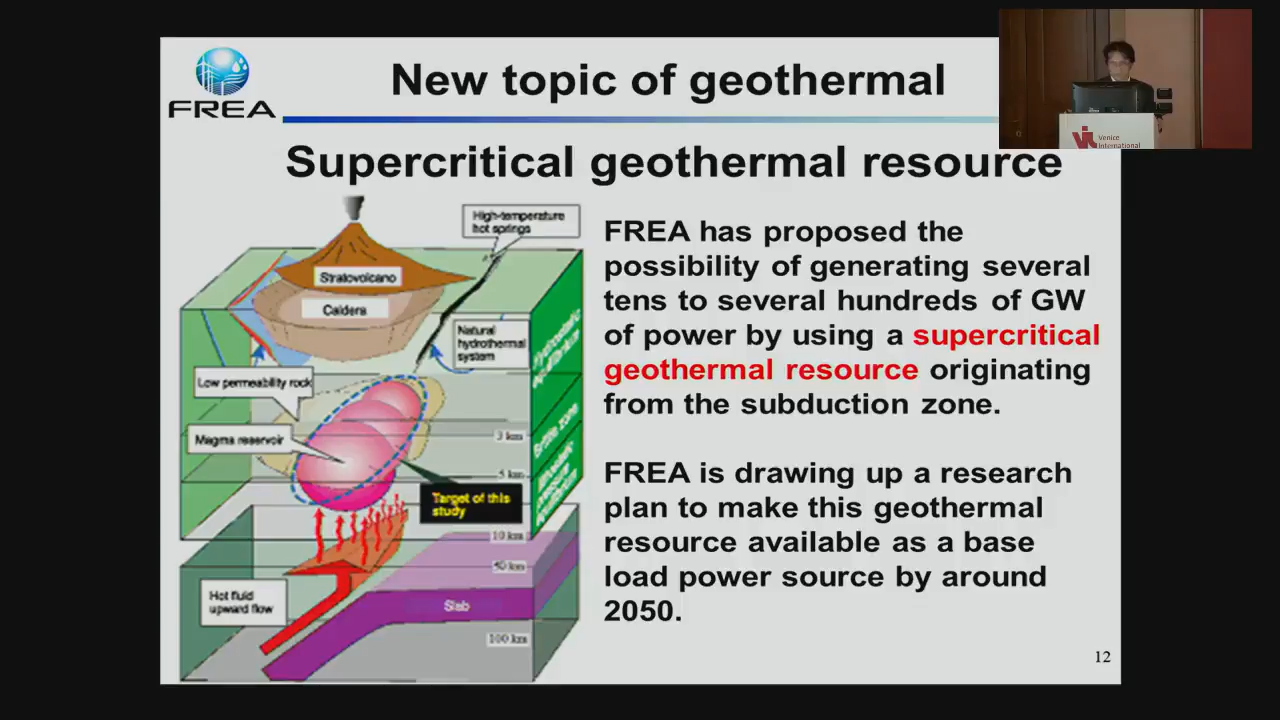 New topic of geothermal
FREA
Venice
International
Supercritical geothermal resource
High-temperature
hot springs
Stratovolcano
Caldera
Natural
hydrothermal
system
Low permeability rock
Magma reservoir
3 km
5 km
Target of this
study
10 km
50 km
Hot fluid
upward flow
Slab
100 km
Brittle zone
FREA has proposed the
possibility of generating several
tens to several hundreds of GW
of power by using a supercritical
geothermal resource originating
from the subduction zone.
FREA is drawing up a research
plan to make this geothermal
resource available as a base
load power source by around
2050.
12